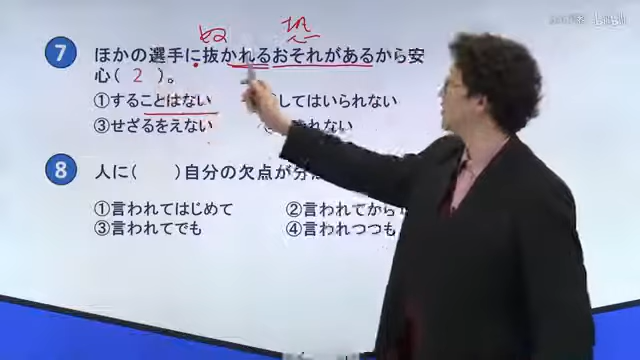 ぬ 恐
7 ほかの選手に抜かれるおそれがあるから安
心( 2 )。
①することはない してはいられない
③せざるをえない れない
8 人に( )自分の欠点が分
①言われてはじめて ②言われてから
③言われてでも ④言われつつも